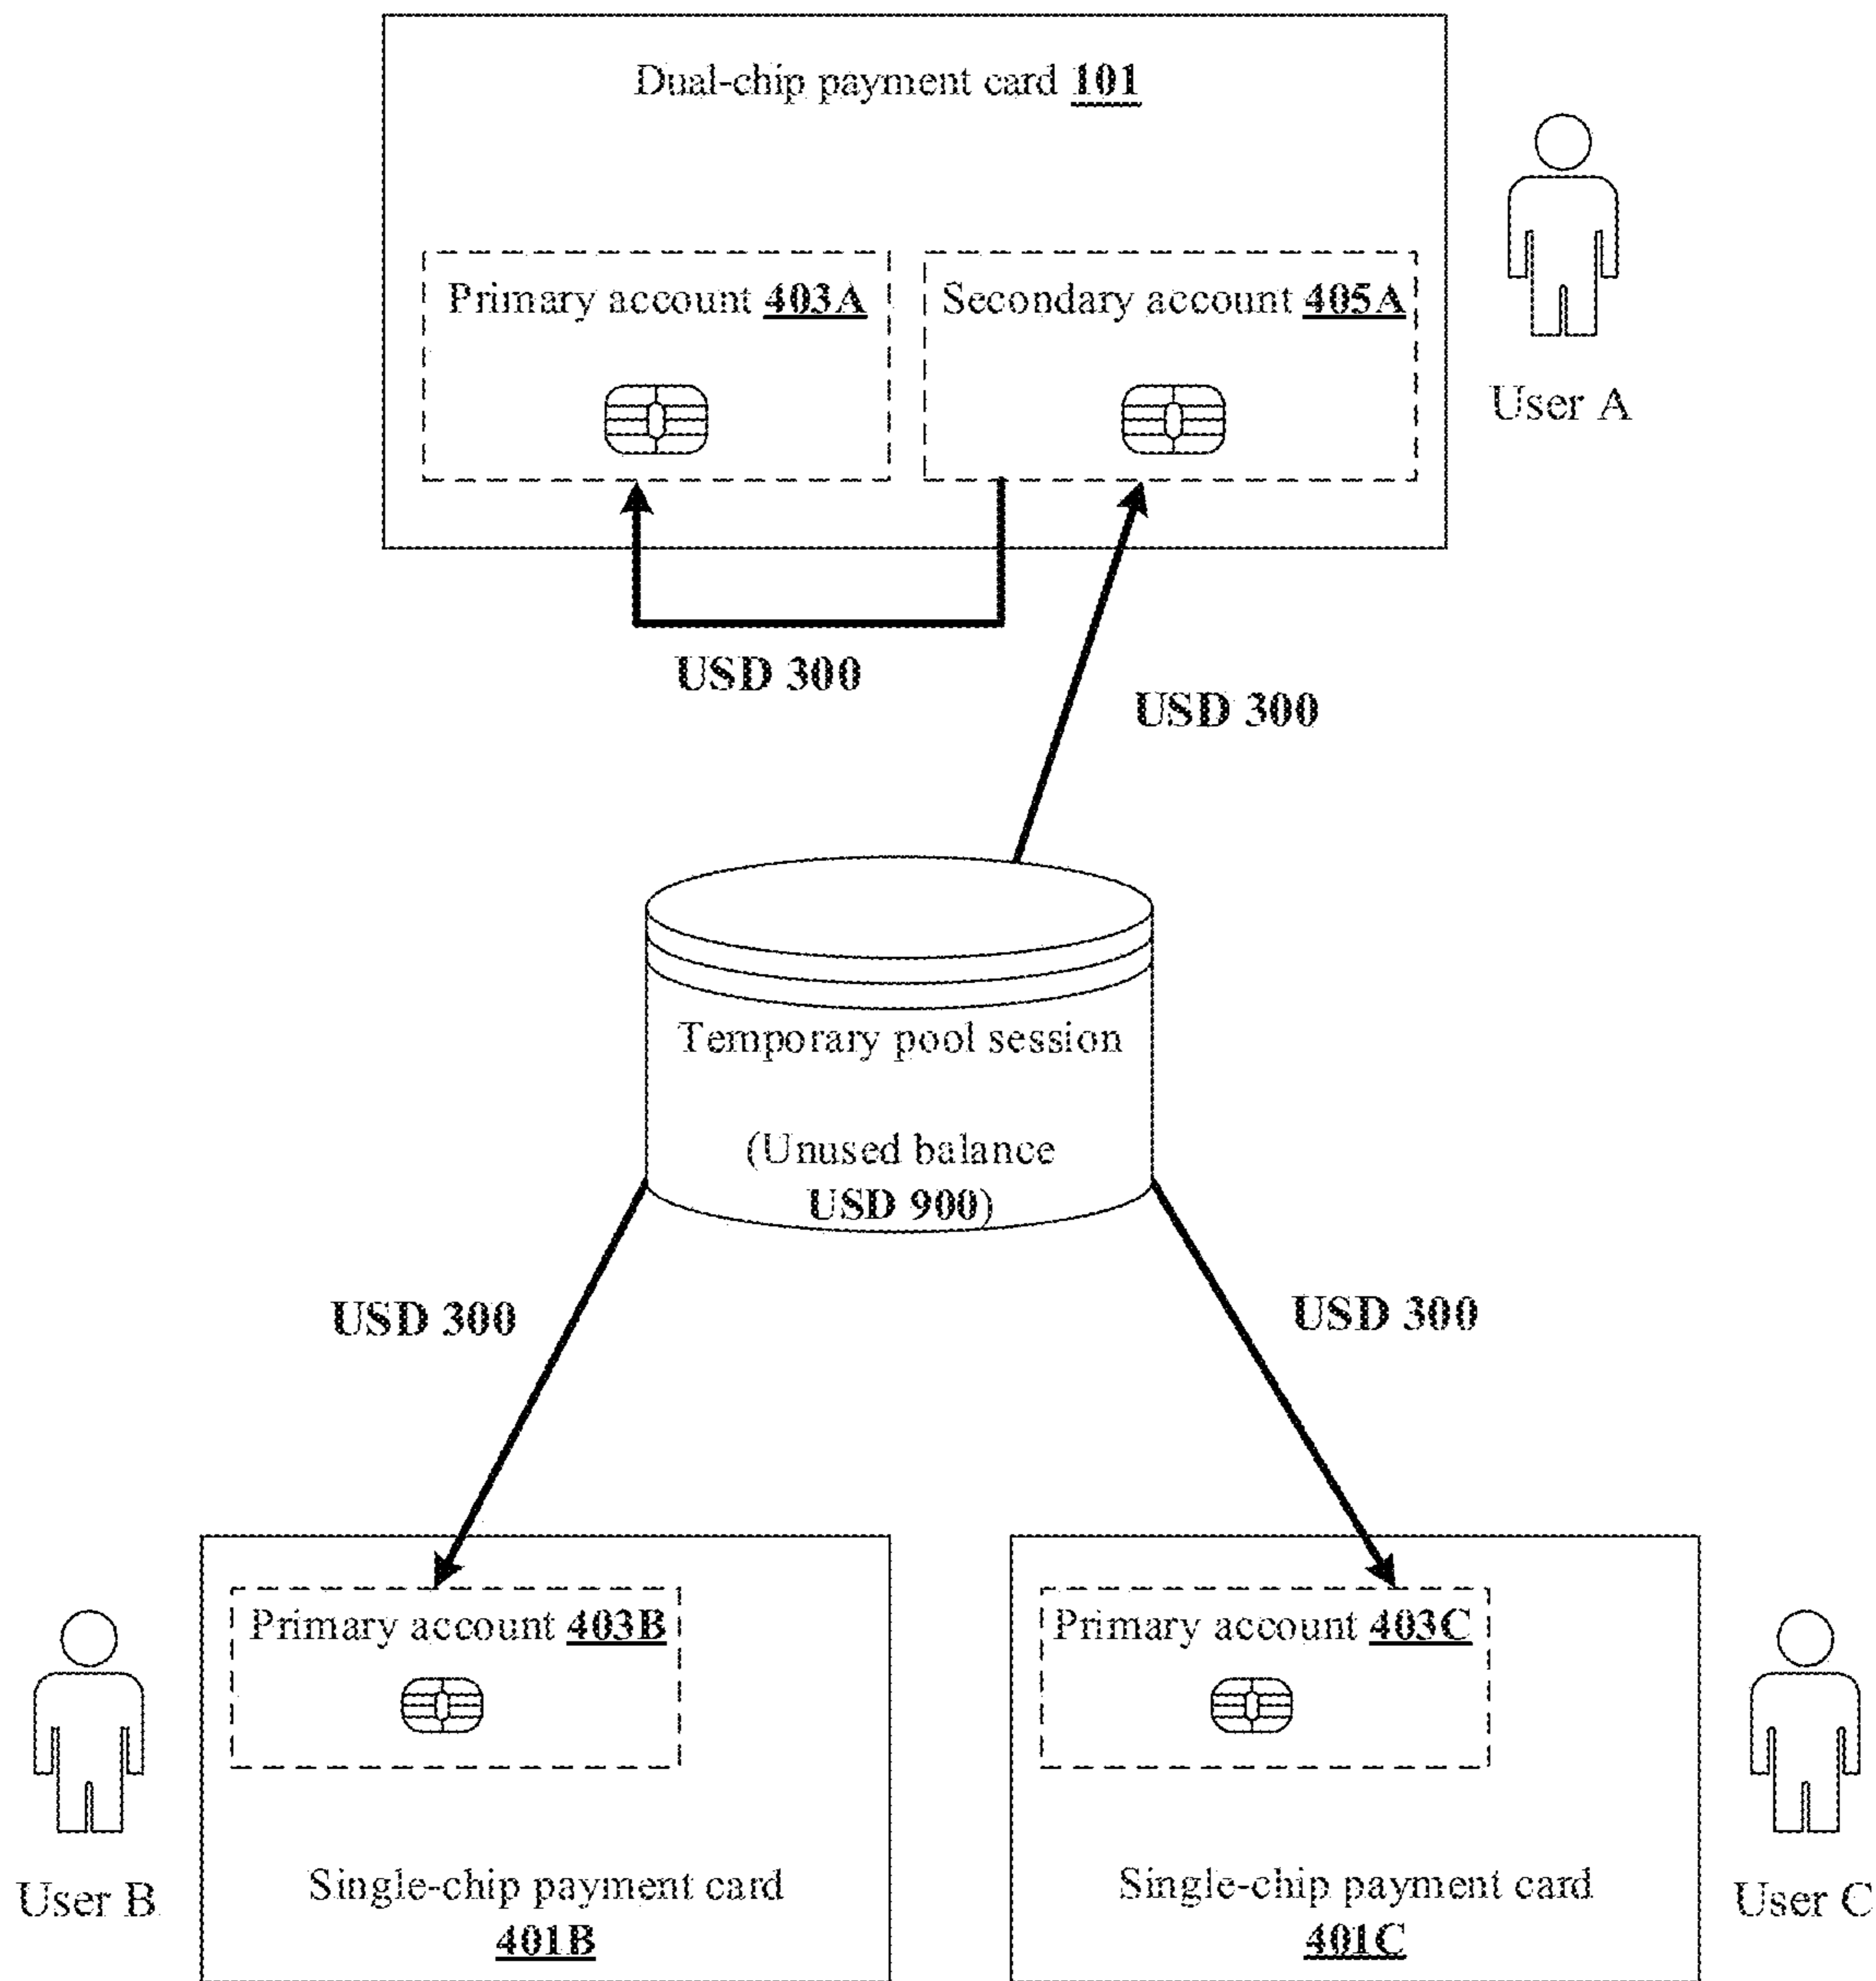 Dual-chip payment card 101
Primary account 403A
Secondary account 405A
User A
USD 300
USD 300
Temporary pool session
(Unused balance
USD 900)
USD 300
USD 300
Primary account 403B
Primary account 403C
User B
Single-chip payment card
401B
Single-chip payment card
401C
User C